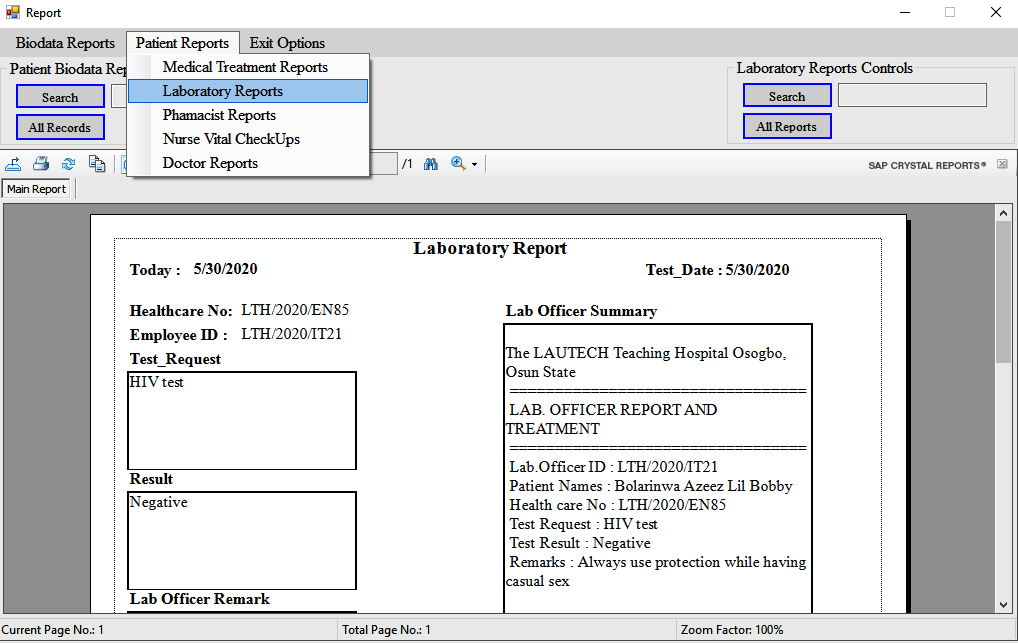 Report
Biodata Reports Patient Reports Exit Options
Patient Biodata Rep
Search
All Records
Medical Treatment Reports
Laboratory Reports
Phamacist Reports
Nurse Vital CheckUps
Doctor Reports
Laboratory Reports Controls
Search
All Reports
/1
SAP CRYSTAL REPORTS®
Main Report
Laboratory Report
Today : 5/30/2020
Test_Date : 5/30/2020
Healthcare No: LTH/2020/EN85
Employee ID : LTH/2020/IT21
Test_Request
HIV test
Result
Negative
Lab Officer Remark
Lab Officer Summary
The LAUTECH Teaching Hospital Osogbo,
Osun State
=================================
LAB. OFFICER REPORT AND
TREATMENT
=================================
Lab.Officer ID : LTH/2020/IT21
Patient Names : Bolarinwa Azeez Lil Bobby
Health care No : LTH/2020/EN85
Test Request : HIV test
Test Result : Negative
Remarks : Always use protection while having
casual sex
Current Page No.: 1 Total Page No.: 1 Zoom Factor: 100%